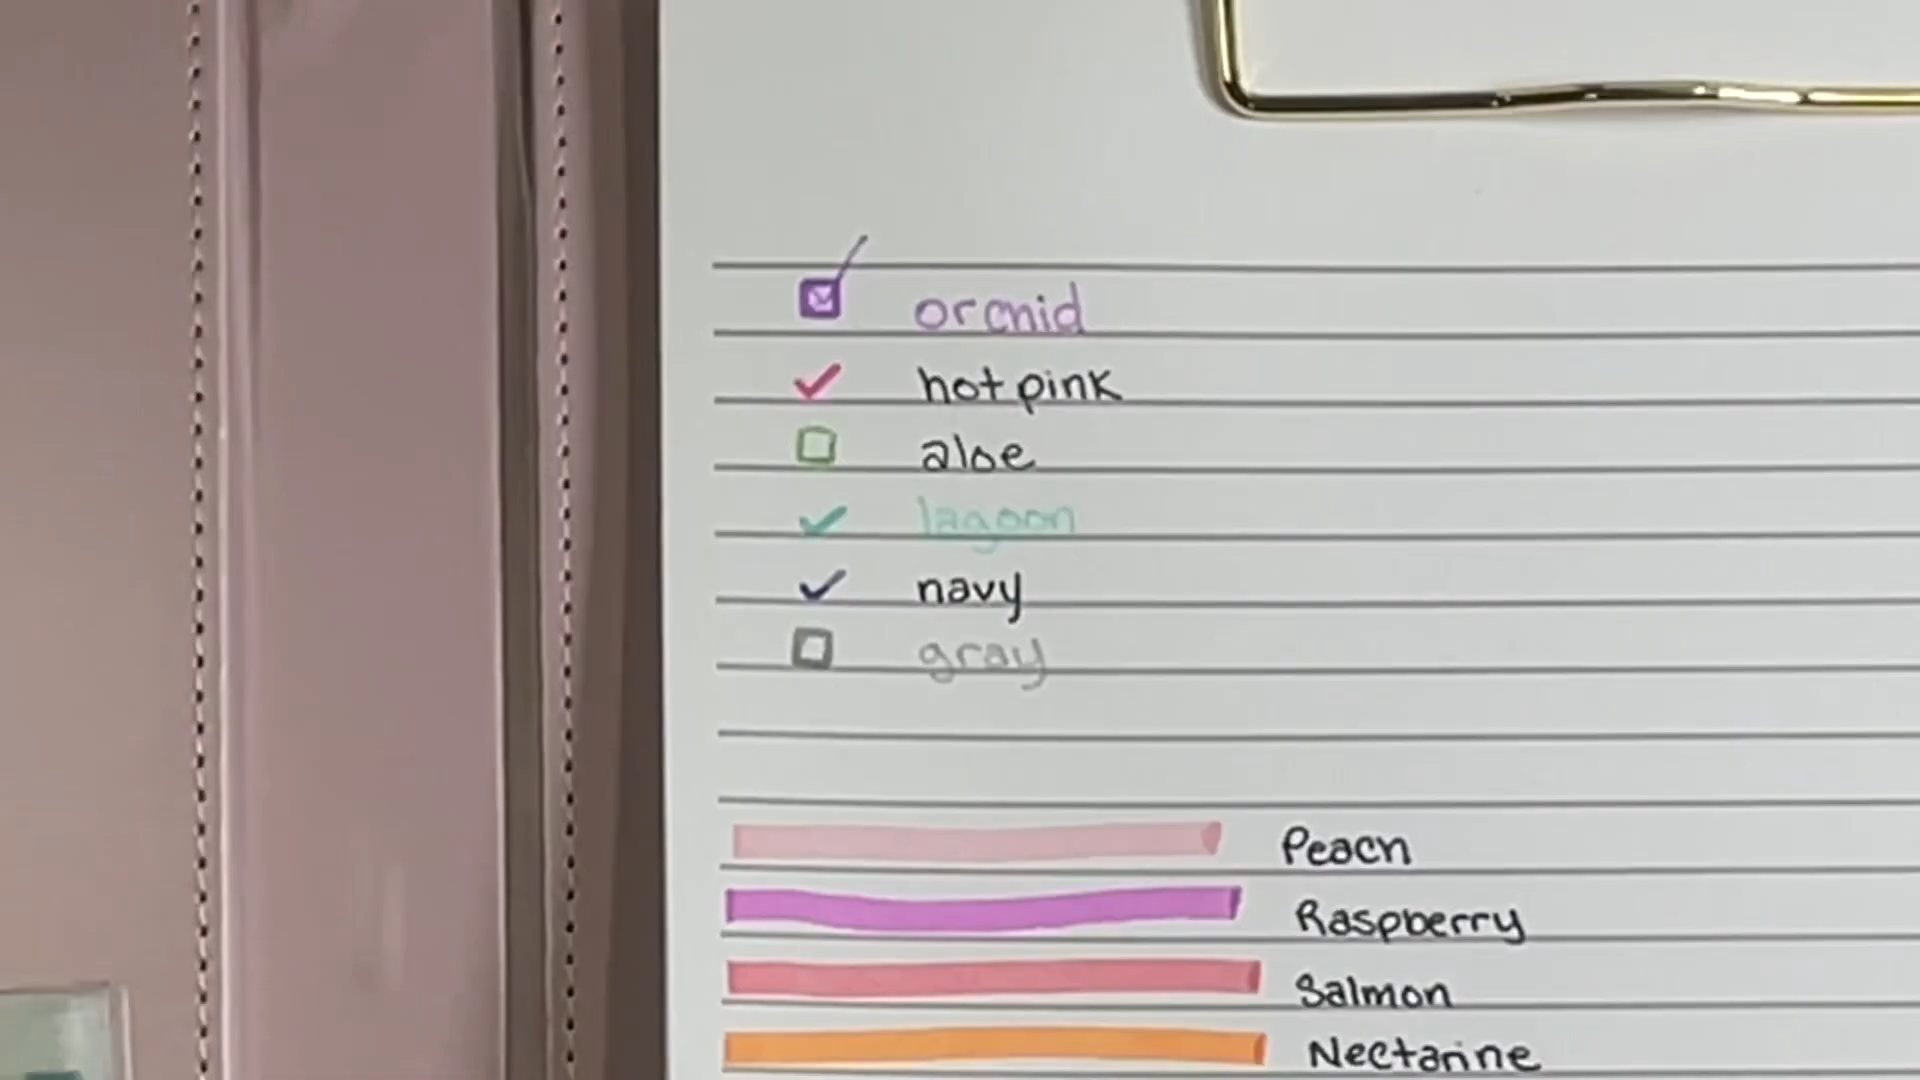 orchid
hot pink
aloe
lagoon
navy
gray
Peach
Raspberry
Salmon
Nectarine